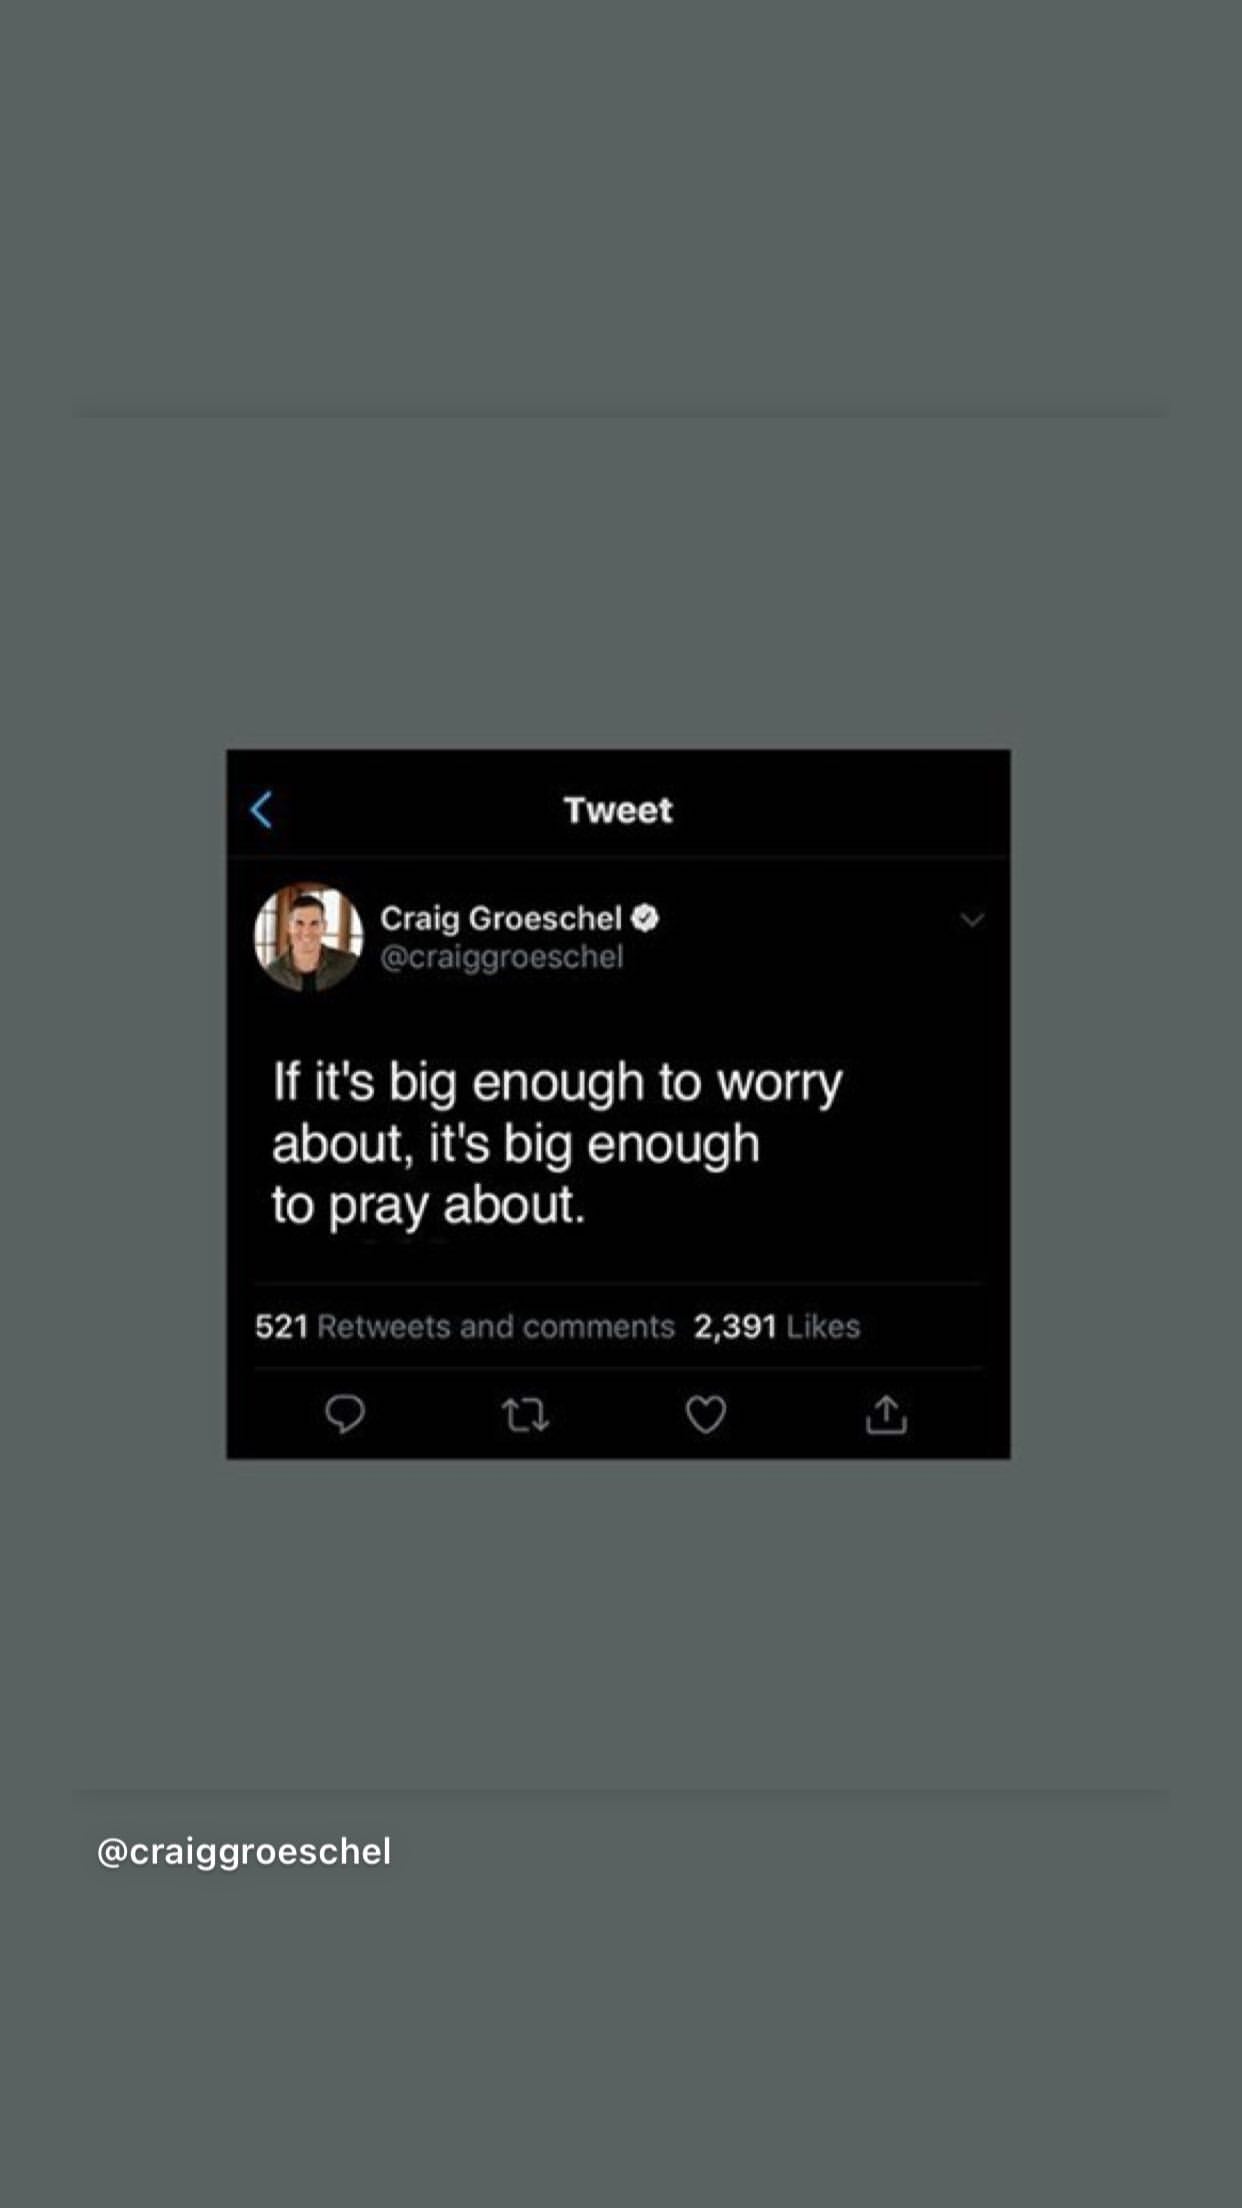 Tweet
Craig Groeschel
@craiggroeschel
If it's big enough to worry
about, it's big enough
to pray about.
521 Retweets and comments 2,391 Likes
@craiggroeschel